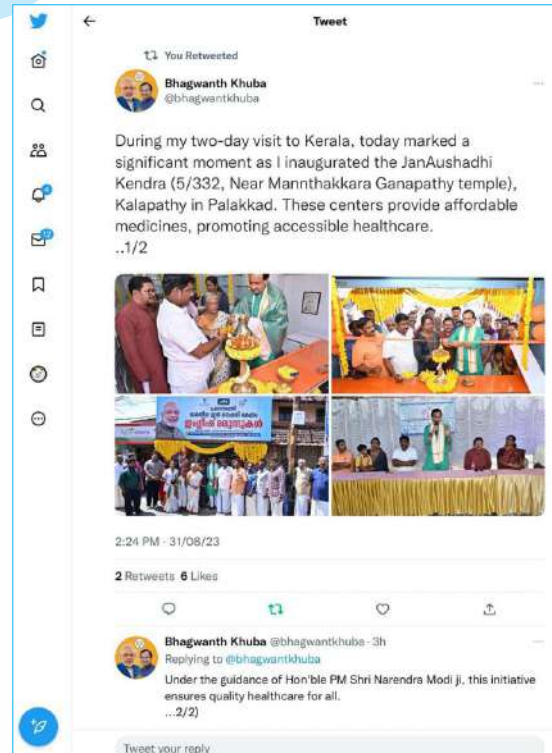 Tweet
You Retweeted
Bhagwanth Khuba
@bhagwantkhuba
During my two-day visit to Kerala, today marked a
significant moment as I inaugurated the JanAushadhi
Kendra (5/332, Near Mannthakkara Ganapathy temple),
Kalapathy in Palakkad. These centers provide affordable
medicines, promoting accessible healthcare.
..1/2
ഇംഗ്ലീഷ് മരുന്നുകൾ
2:24 PM · 31/08/23
2 Retweets 6 Likes
Bhagwanth Khuba @bhagwantkhuba · 3h
Replying to @bhagwantkhuba
Under the guidance of Hon'ble PM Shri Narendra Modi ji, this initiative
ensures quality healthcare for all.
...2/2)
Tweet your reply